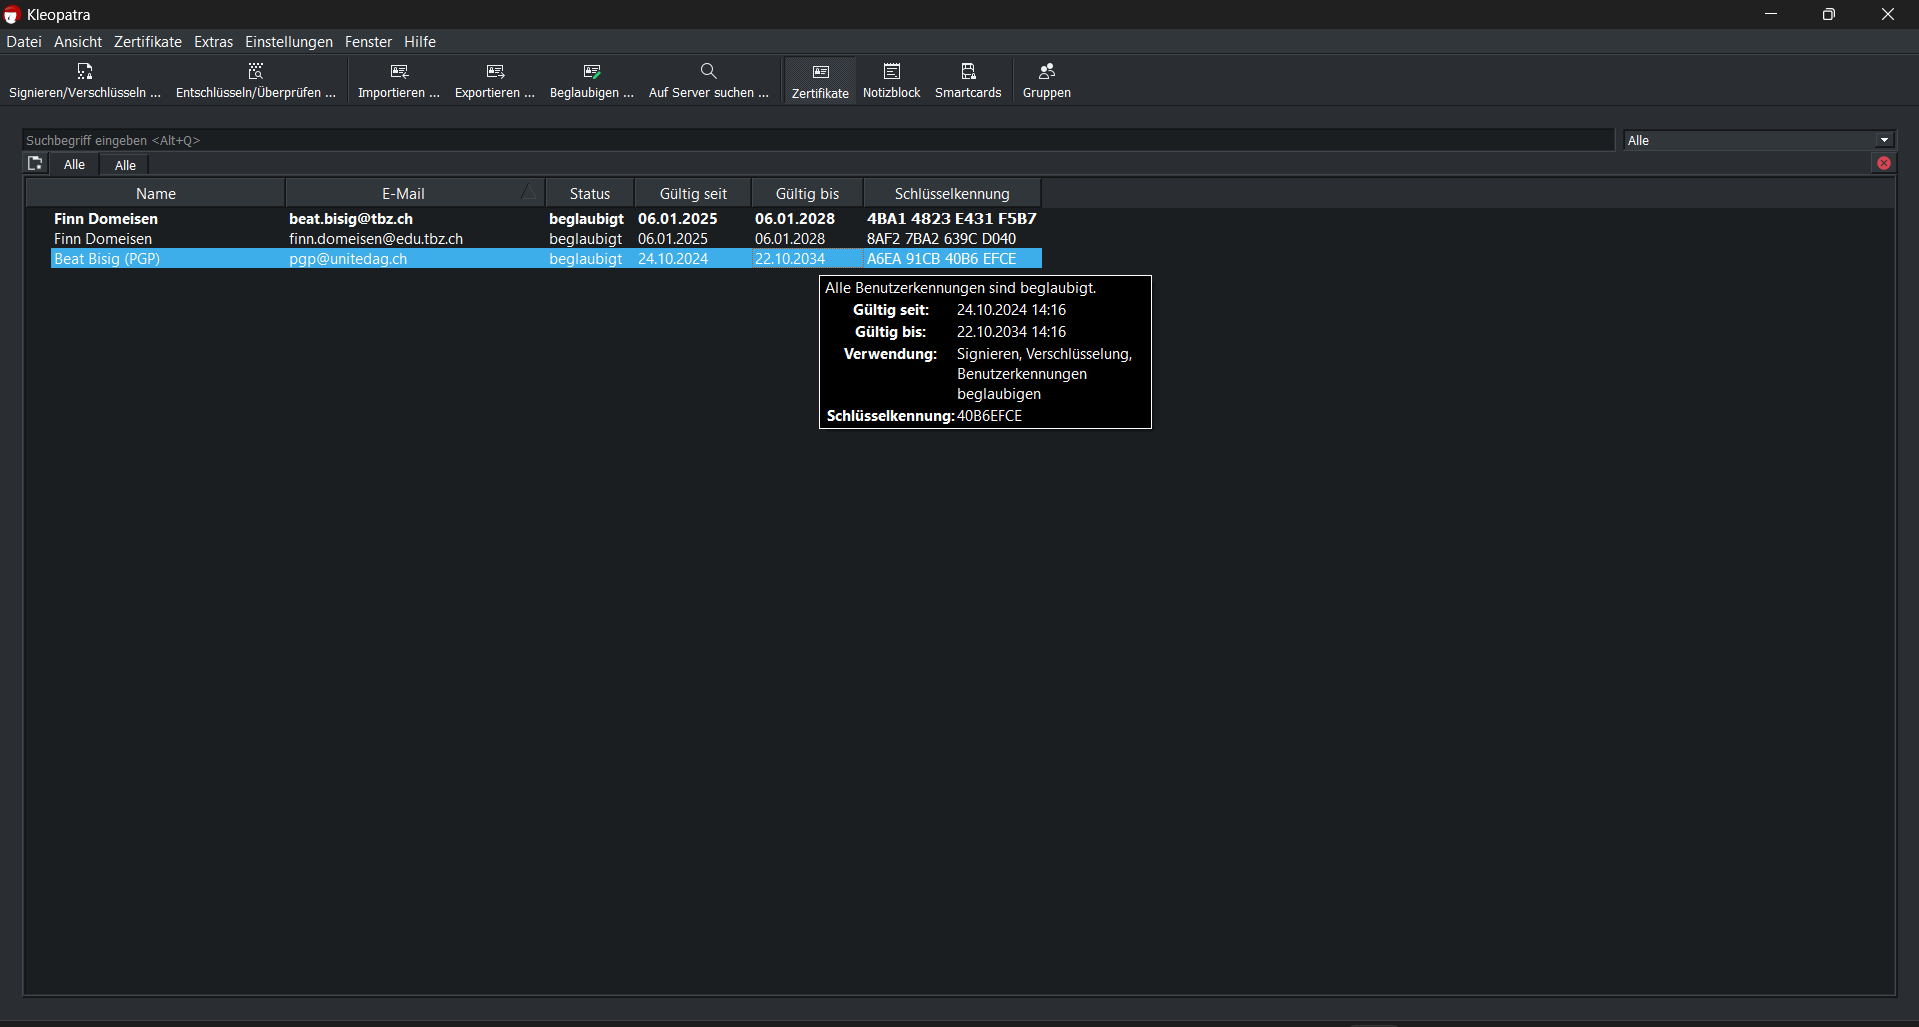 Kleopatra
Datei Ansicht Zertifikate Extras Einstellungen Fenster Hilfe
Signieren/Verschlüsseln ... Entschlüsseln/Überprüfen ... Importieren ... Exportieren ... Beglaubigen ... Auf Server suchen ... Zertifikate Notizblock Smartcards Gruppen
Suchbegriff eingeben <Alt+Q> Alle
Alle Alle
Name E-Mail Status Gültig seit Gültig bis Schlüsselkennung
Finn Domeisen beat.bisig@tbz.ch beglaubigt 06.01.2025 06.01.2028 4BA1 4823 E431 F5B7
Finn Domeisen finn.domeisen@edu.tbz.ch beglaubigt 06.01.2025 06.01.2028 8AF2 7BA2 639C D040
Beat Bisig (PGP) pgp@unitedag.ch beglaubigt 24.10.2024 22.10.2034 A6EA 91CB 40B6 EFCE
Alle Benutzerkennungen sind beglaubigt.
Gültig seit: 24.10.2024 14:16
Gültig bis: 22.10.2034 14:16
Verwendung: Signieren, Verschlüsselung,
Benutzerkennungen
beglaubigen
Schlüsselkennung: 40B6EFCE